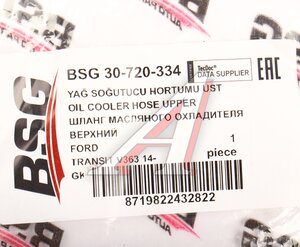 BSG
BSG 30-720-334
TecDoc
DATA SUPPLIER
EAC
YAĞ SOĞUTUCU HORTUMU ÜST
OIL COOLER HOSE UPPER
ШЛАНГ МАСЛЯНОГО ОХЛАДИТЕЛЯ
ВЕРХНИЙ
FORD 1
TRANSIT V363 14- piece
8719822432822
BSG